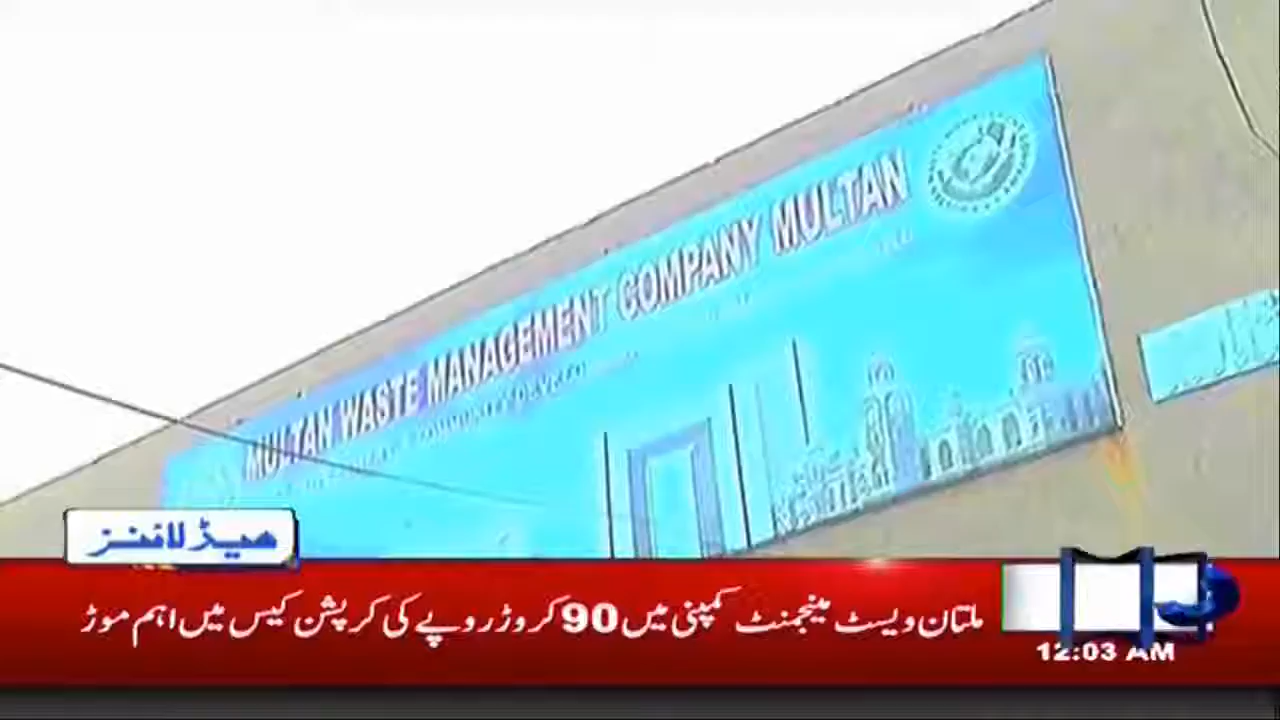 MULTAN WASTE MANAGEMENT COMPANY MULTAN
ہیڈ لائنز
ملتان ویسٹ مینجمنٹ کمپنی میں 90 کروڑ روپے کی کرپشن کیس میں اہم موڑ
12:03 AM